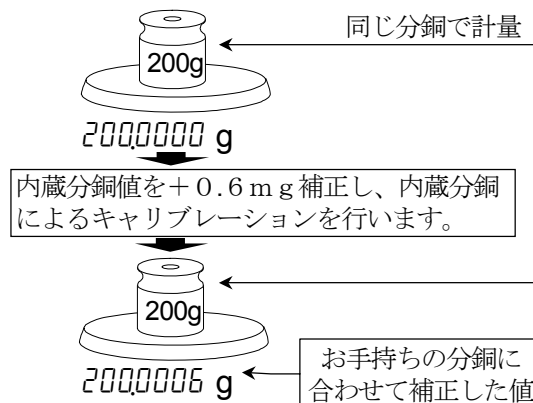 同じ分銅で計量
200g
200.0000 g
内蔵分銅値を＋０.６ｍｇ補正し、内蔵分銅
によるキャリブレーションを行います。
200g
200.0006 g
お手持ちの分銅に
合わせて補正した値